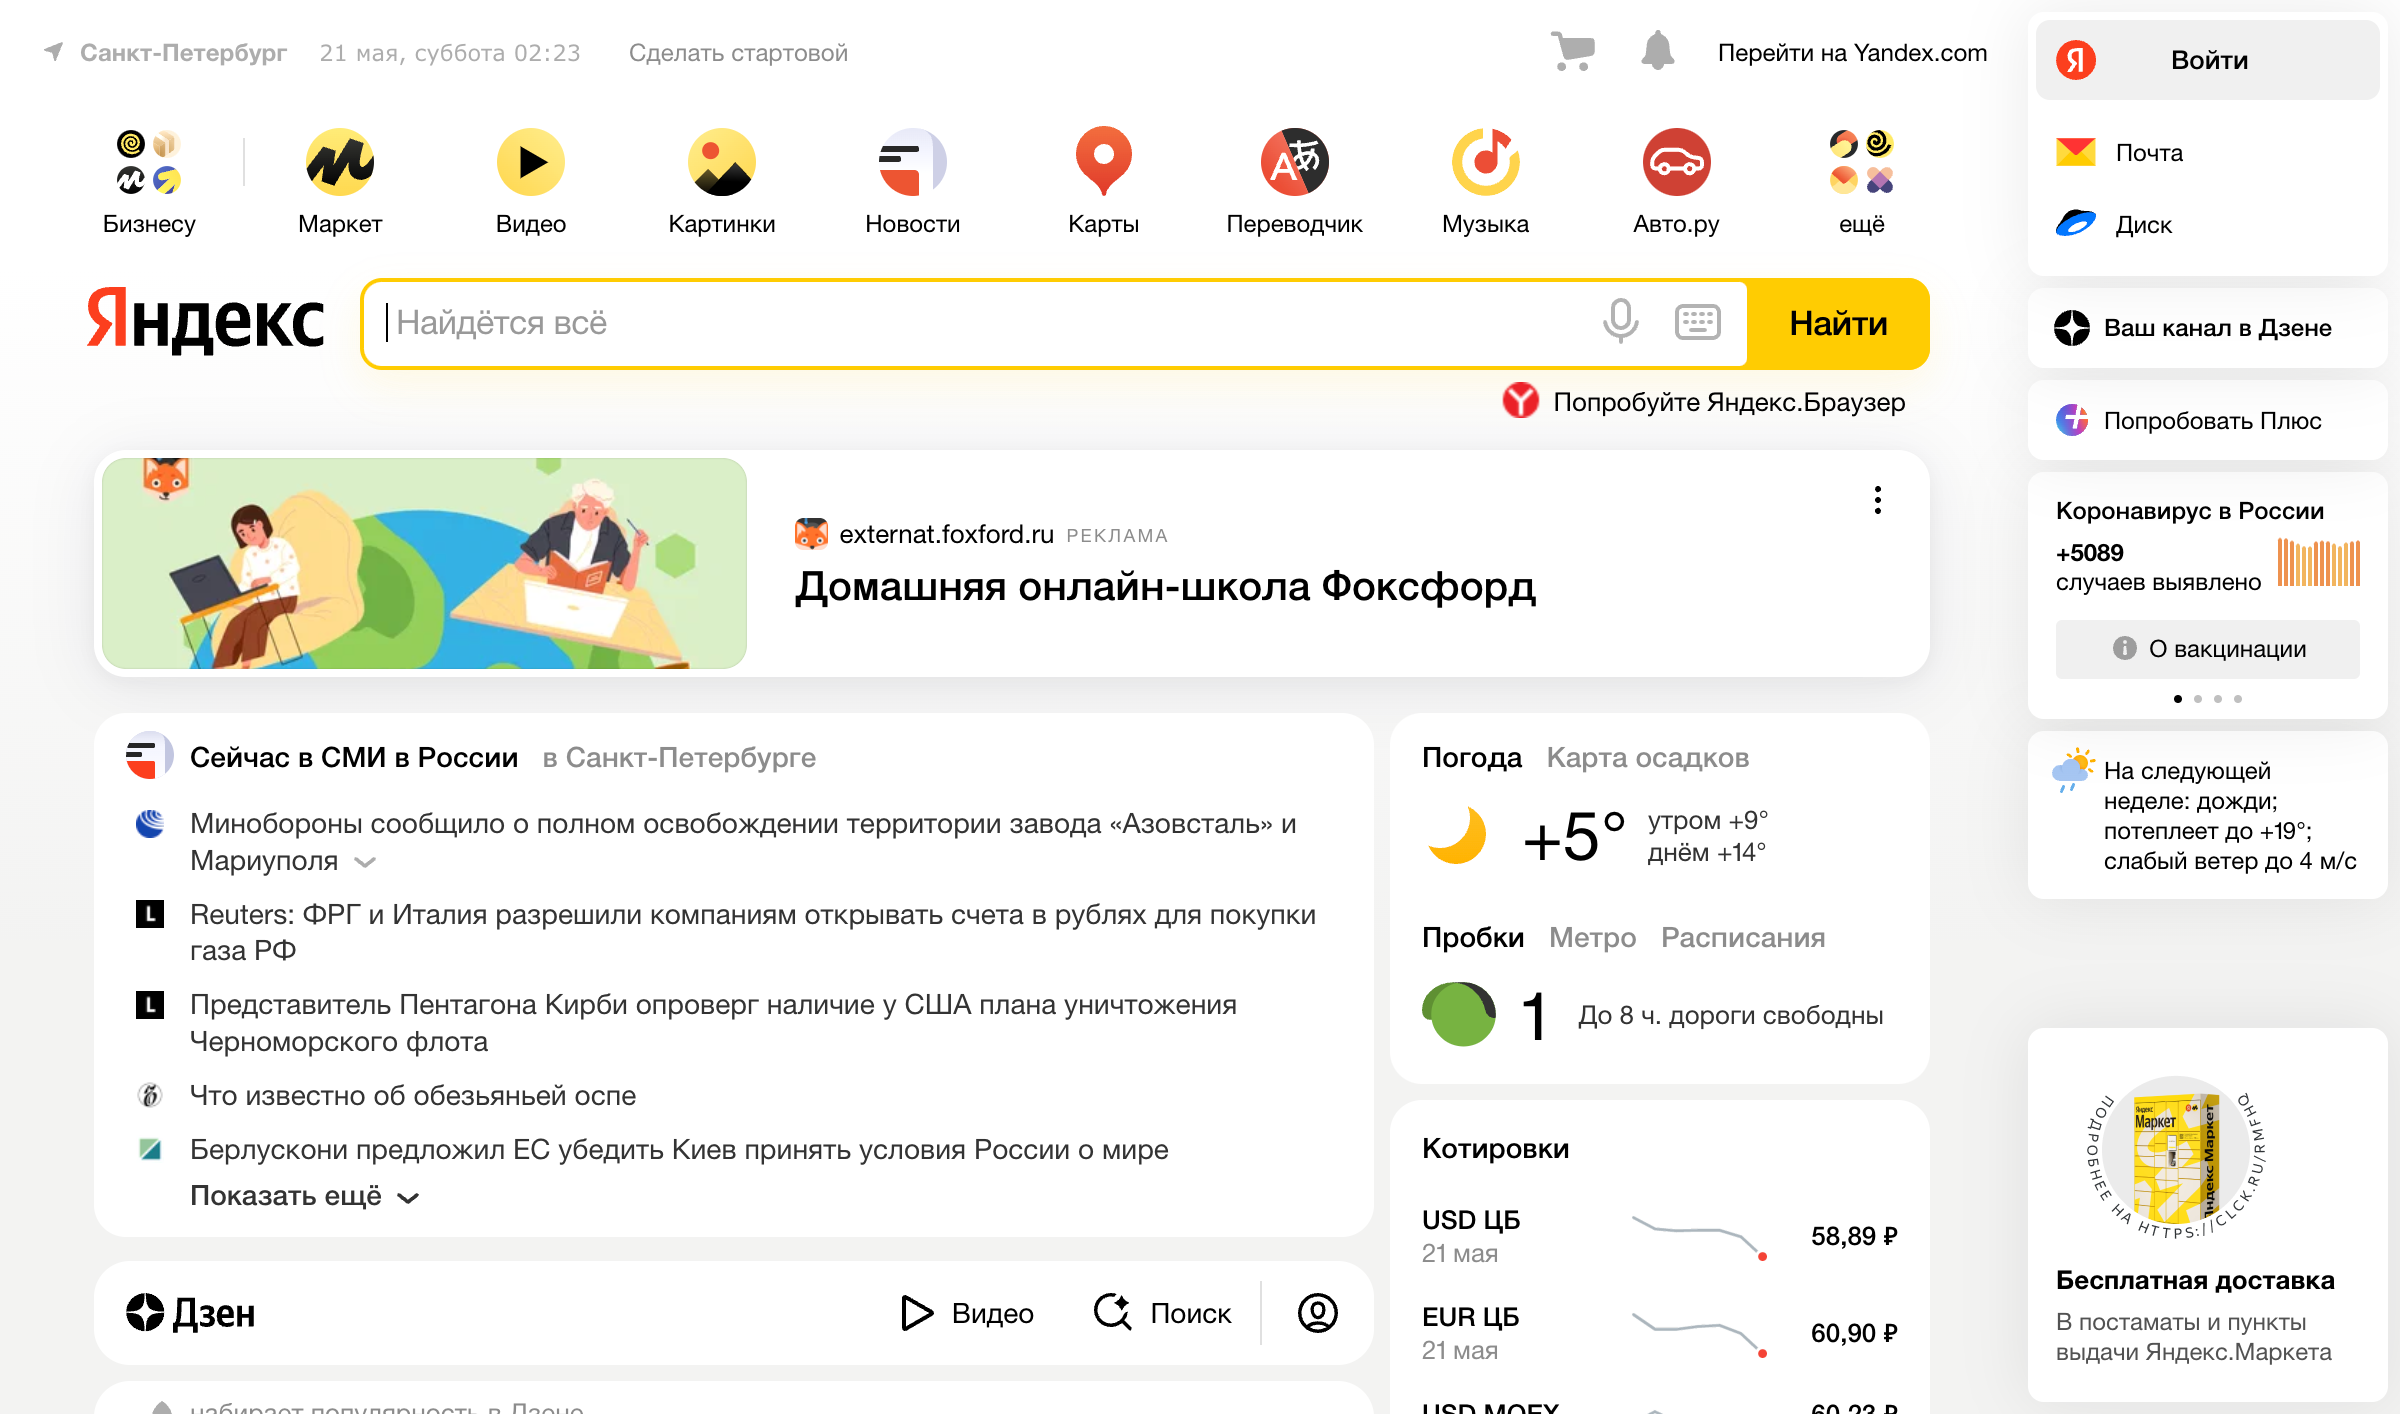 Санкт-Петербург 21 мая, суббота 02:23 Сделать стартовой
Перейти на Yandex.com
Бизнесу
Маркет
Видео
Картинки
Новости
Карты
Переводчик
Музыка
Авто.ру
ещё
Яндекс
Найдётся всё
Найти
Попробуйте Яндекс.Браузер
externat.foxford.ru РЕКЛАМА
Домашняя онлайн-школа Фоксфорд
Сейчас в СМИ в России в Санкт-Петербурге
Минобороны сообщило о полном освобождении территории завода «Азовсталь» и
Мариуполя
Reuters: ФРГ и Италия разрешили компаниям открывать счета в рублях для покупки
газа РФ
Представитель Пентагона Кирби опроверг наличие у США плана уничтожения
Черноморского флота
Что известно об обезьяньей оспе
Берлускони предложил ЕС убедить Киев принять условия России о мире
Показать ещё
Дзен
Видео
Поиск
набирает популярность в Дзене
Погода Карта осадков
+5°
утром +9°
днём +14°
Пробки Метро Расписания
1
До 8 ч. дороги свободны
Котировки
USD ЦБ
21 мая
58,89 ₽
EUR ЦБ
21 мая
60,90 ₽
USD MOEX
60,23 ₽
Я
Войти
Почта
Диск
Ваш канал в Дзене
Попробовать Плюс
Коронавирус в России
+5089
случаев выявлено
О вакцинации
На следующей
неделе: дожди;
потеплеет до +19°;
слабый ветер до 4 м/с
ПОДРОБНЕЕ НА HTTPS://CLCK.RU/RMFHQ
Яндекс
Маркет
Яндекс Маркет
Бесплатная доставка
В постаматы и пункты
выдачи Яндекс.Маркета